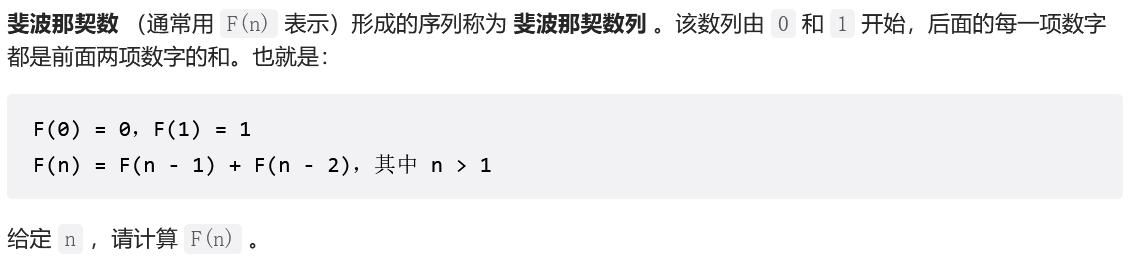 斐波那契数 （通常用 F(n) 表示）形成的序列称为 斐波那契数列 。该数列由 0 和 1 开始，后面的每一项数字
都是前面两项数字的和。也就是：
F(0) = 0，F(1) = 1
F(n) = F(n - 1) + F(n - 2)，其中 n > 1
给定 n ，请计算 F(n) 。